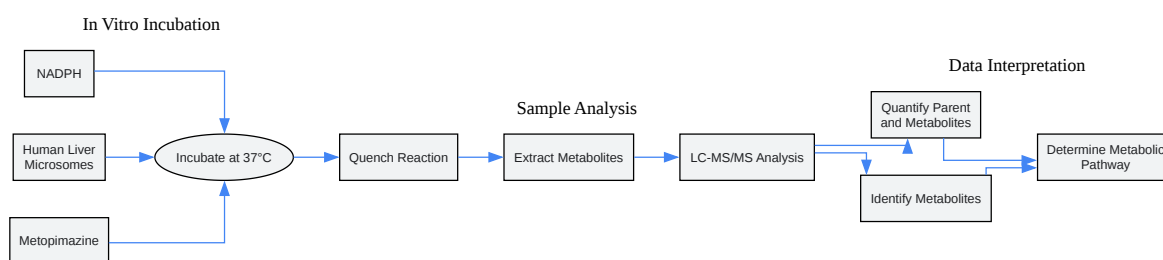 In Vitro Incubation
NADPH
Human Liver
Microsomes
Metopimazine
Incubate at 37°C
Quench Reaction
Sample Analysis
Extract Metabolites
LC-MS/MS Analysis
Data Interpretation
Quantify Parent
and Metabolites
Identify Metabolites
Determine Metabolic
Pathway